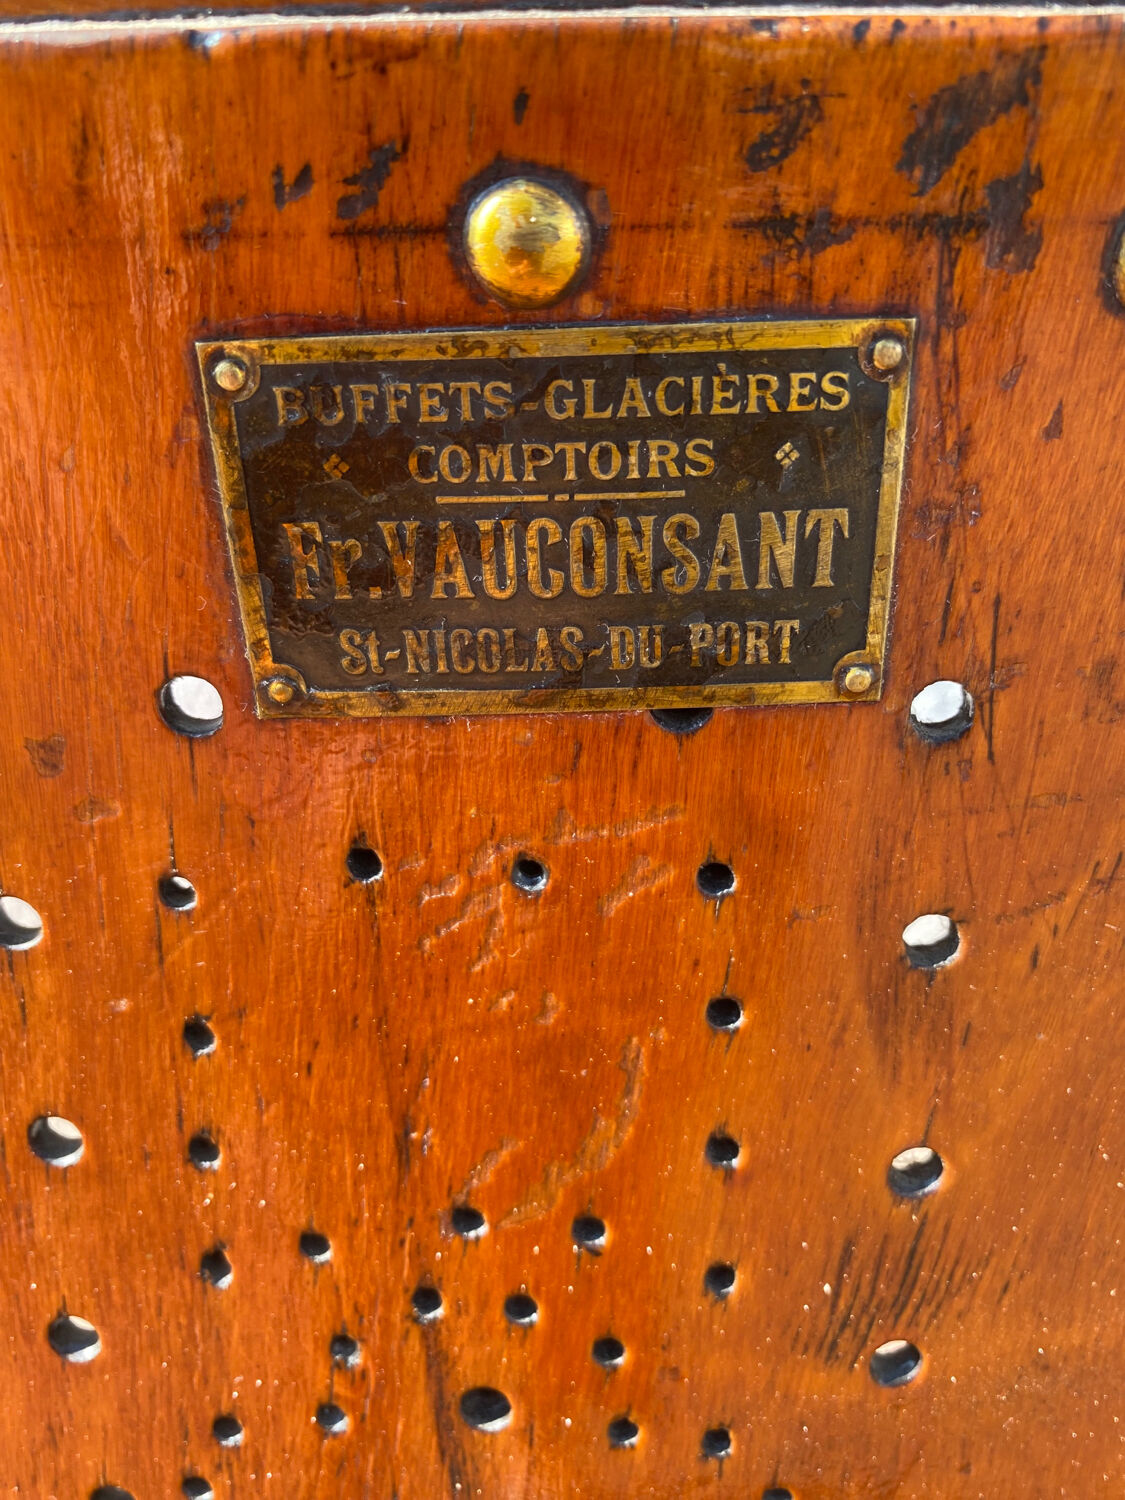 BUFFETS-GLACIÈRES
COMPTOIRS
Fr. VAUCONSANT
St-NICOLAS-DU-PORT